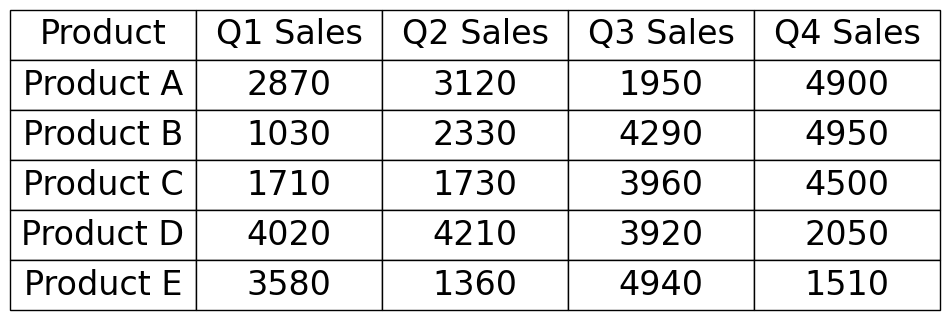 Product Q1 Sales Q2 Sales Q3 Sales Q4 Sales
Product A 2870 3120 1950 4900
Product B 1030 2330 4290 4950
Product C 1710 1730 3960 4500
Product D 4020 4210 3920 2050
Product E 3580 1360 4940 1510